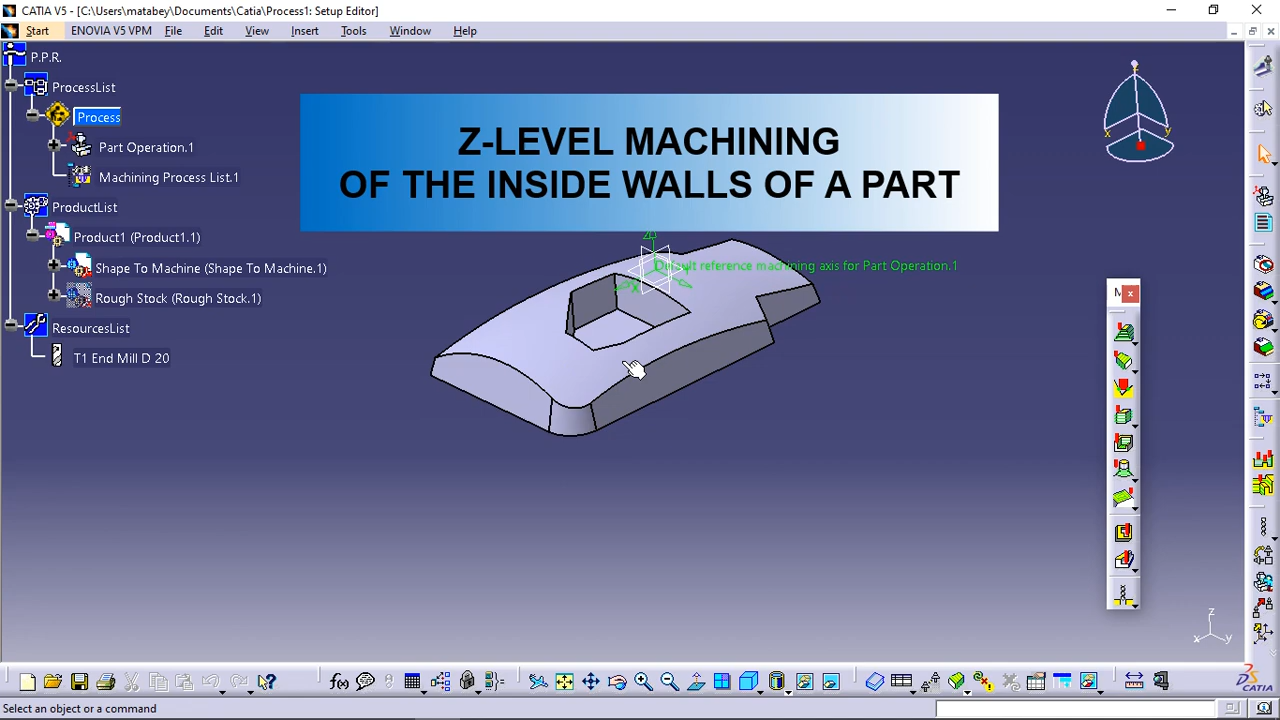 CATIA V5 - [C:\Users\matabey\Documents\Catia\Process1: Setup Editor]
Start ENOVIA V5 VPM File Edit View Insert Tools Window Help
P.P.R.
ProcessList
Process
Part Operation.1
Machining Process List.1
ProductList
Product1 (Product1.1)
Shape To Machine (Shape To Machine.1)
Rough Stock (Rough Stock.1)
ResourcesList
T1 End Mill D 20
Z-LEVEL MACHINING
OF THE INSIDE WALLS OF A PART
Default reference machining axis for Part Operation.1
z
x y
M
z
x y
f(x)
CATIA
Select an object or a command